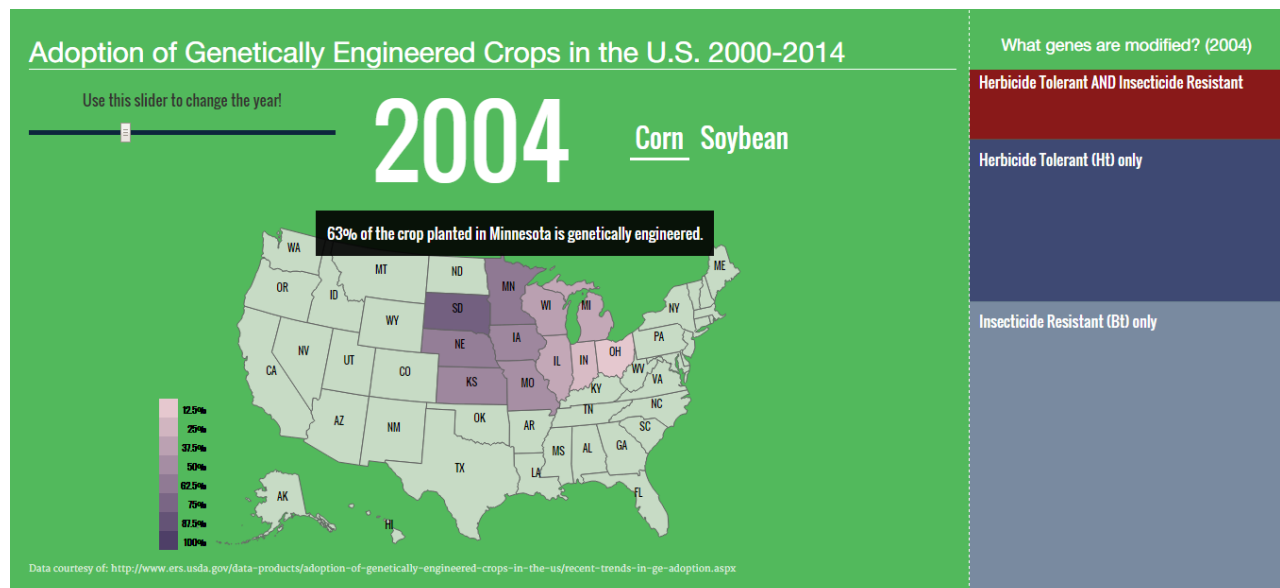 Adoption of Genetically Engineered Crops in the U.S. 2000-2014
Use this slider to change the year!
2004
Corn Soybean
63% of the crop planted in Minnesota is genetically engineered.
WA
MT
ND
MN
ME
OR
ID
SD
WI
MI
NY
WY
NE
IA
PA
NV
UT
CO
IL
IN
OH
WV
VA
CA
KS
MO
KY
NC
AZ
NM
OK
AR
TN
SC
TX
LA
MS
AL
GA
FL
AK
HI
12.5%
25%
37.5%
50%
62.5%
75%
87.5%
100%
Data courtesy of: http://www.ers.usda.gov/data-products/adoption-of-genetically-engineered-crops-in-the-us/recent-trends-in-ge-adoption.aspx
What genes are modified? (2004)
Herbicide Tolerant AND Insecticide Resistant
Herbicide Tolerant (Ht) only
Insecticide Resistant (Bt) only